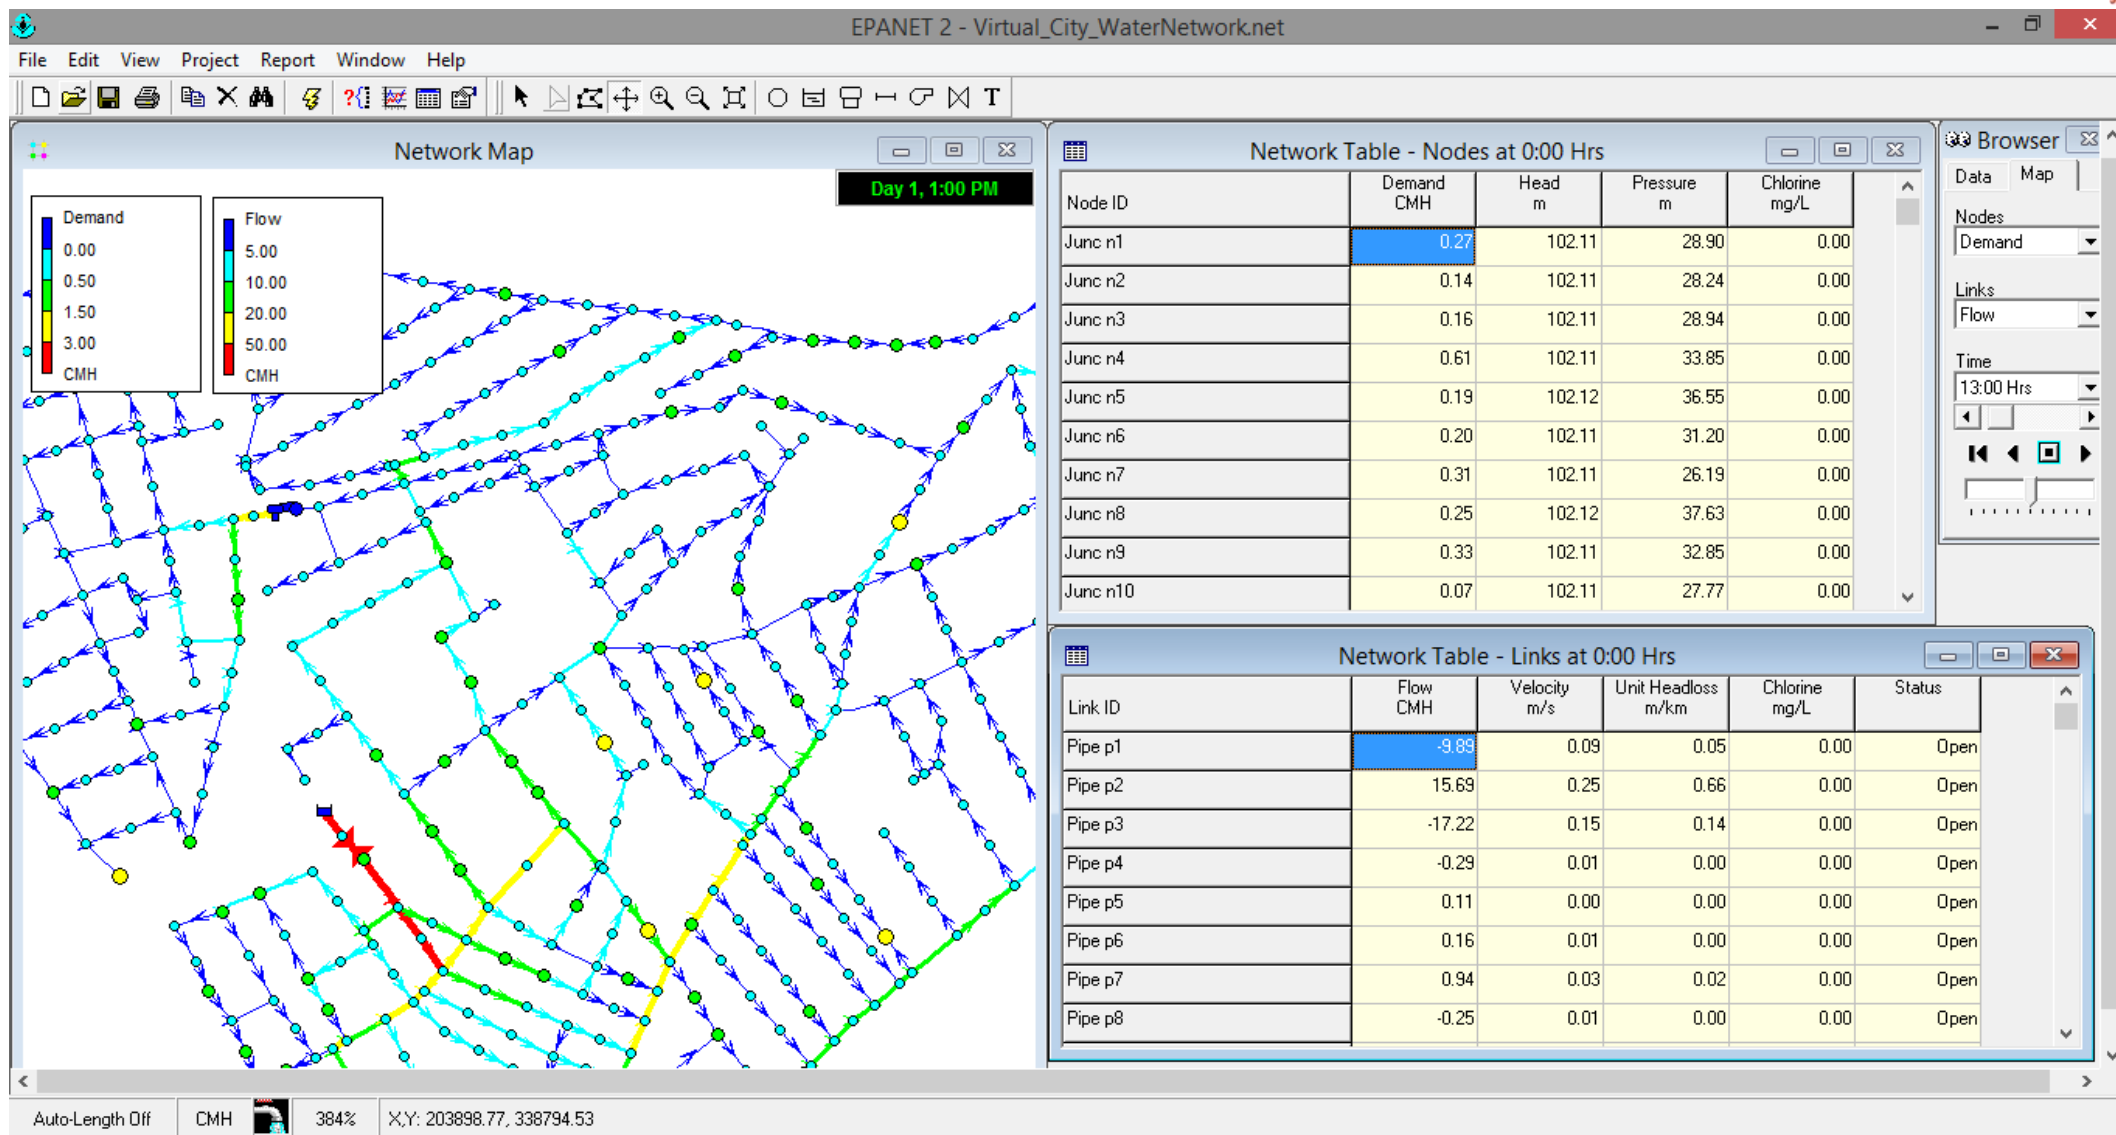 EPANET 2 - Virtual_City_WaterNetwork.net
File Edit View Project Report Window Help
T
Network Map
Day 1, 1:00 PM
Demand
0.00
0.50
1.50
3.00
CMH
Flow
5.00
10.00
20.00
50.00
CMH
Network Table - Nodes at 0:00 Hrs
Node ID Demand CMH Head m Pressure m Chlorine mg/L
Junc n1 0.27 102.11 28.90 0.00
Junc n2 0.14 102.11 28.24 0.00
Junc n3 0.16 102.11 28.94 0.00
Junc n4 0.61 102.11 33.85 0.00
Junc n5 0.19 102.12 36.55 0.00
Junc n6 0.20 102.11 31.20 0.00
Junc n7 0.31 102.11 26.19 0.00
Junc n8 0.25 102.12 37.63 0.00
Junc n9 0.33 102.11 32.85 0.00
Junc n10 0.07 102.11 27.77 0.00
Network Table - Links at 0:00 Hrs
Link ID Flow CMH Velocity m/s Unit Headloss m/km Chlorine mg/L Status
Pipe p1 -9.89 0.09 0.05 0.00 Open
Pipe p2 15.69 0.25 0.66 0.00 Open
Pipe p3 -17.22 0.15 0.14 0.00 Open
Pipe p4 -0.29 0.01 0.00 0.00 Open
Pipe p5 0.11 0.00 0.00 0.00 Open
Pipe p6 0.16 0.01 0.00 0.00 Open
Pipe p7 0.94 0.03 0.02 0.00 Open
Pipe p8 -0.25 0.01 0.00 0.00 Open
Browser
Data Map
Nodes
Demand
Links
Flow
Time
13:00 Hrs
Auto-Length Off CMH 384% X,Y: 203898.77, 338794.53